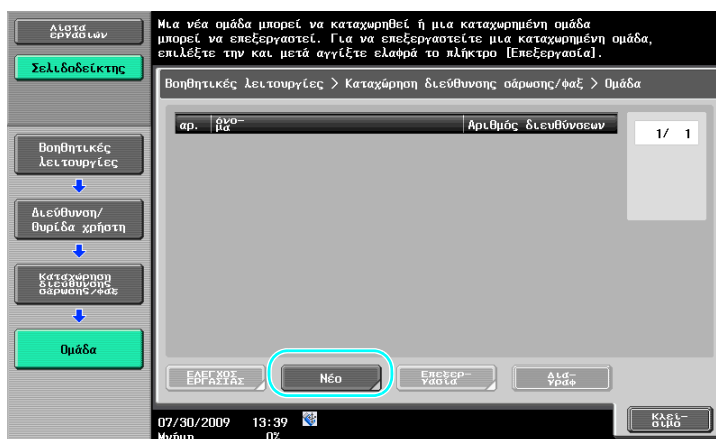 Λίστα
εργασιών
Σελιδοδείκτης
Μια νέα ομάδα μπορεί να καταχωρηθεί ή μια καταχωρημένη ομάδα
μπορεί να επεξεργαστεί. Για να επεξεργαστείτε μια καταχωρημένη ομάδα,
επιλέξτε την και μετά αγγίξτε ελαφρά το πλήκτρο [Επεξεργασία].
Βοηθητικές λειτουργίες > Καταχώρηση διεύθυνσης σάρωσης/φαξ > Ομάδα
αρ.
όνο-
μα
Αριθμός διευθύνσεων
1/ 1
Βοηθητικές
λειτουργίες
Διεύθυνση/
θυρίδα χρήστη
Καταχώρηση
διεύθυνσης
σάρωσης/φαξ
Ομάδα
ΕΛΕΓΧΟΣ
ΕΡΓΑΣΙΑΣ
Νέο
Επεξερ-
γασία
Δια-
γραφ
07/30/2009 13:39
Μνήμη 0%
Κλεί-
σιμο